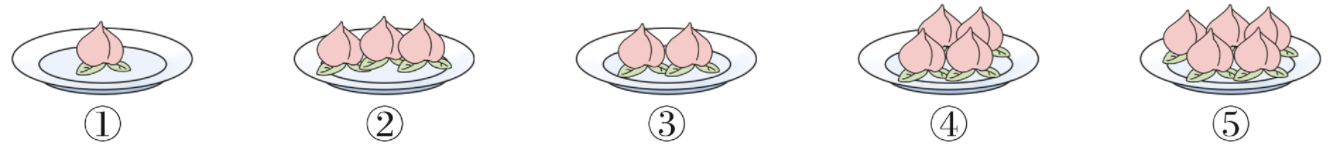 ① ② ③ ④ ⑤